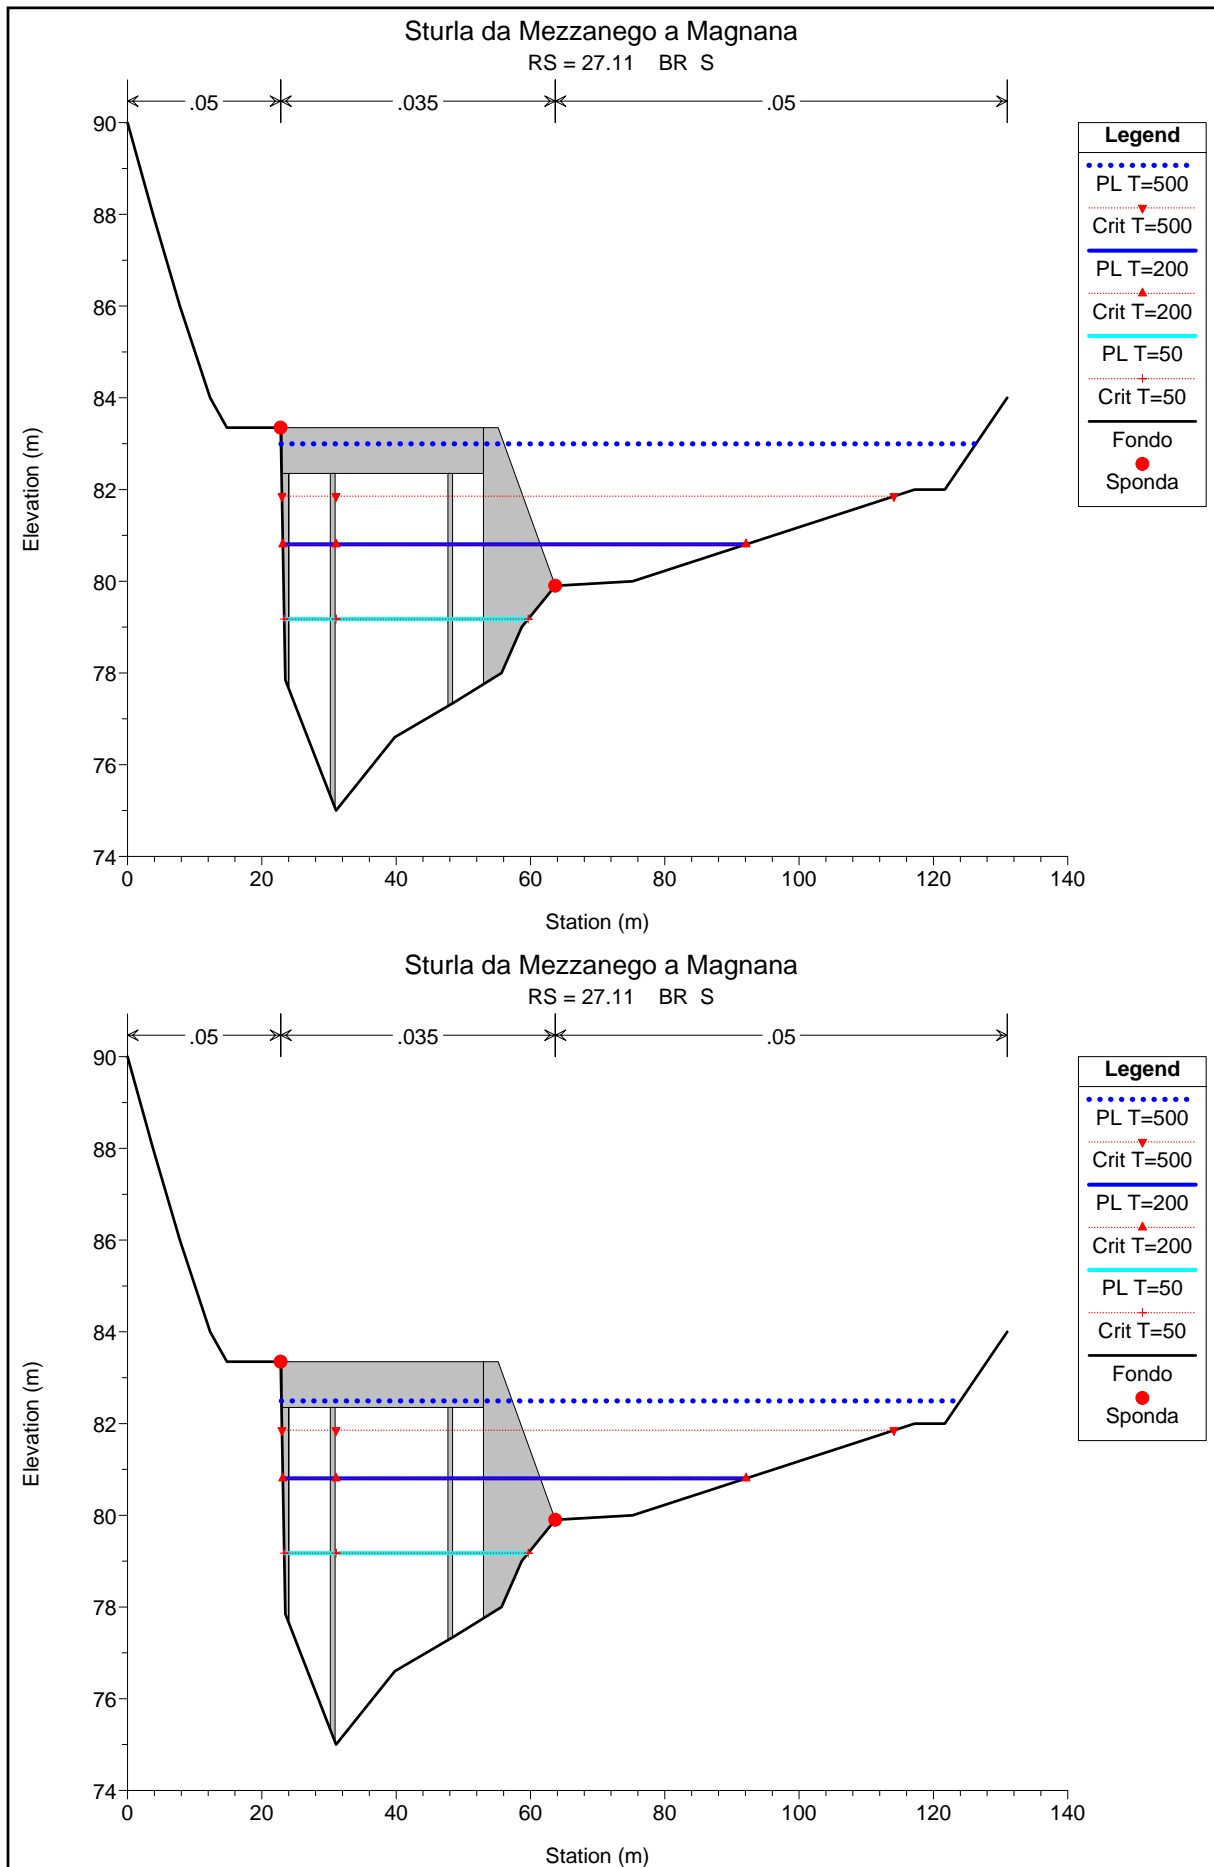 Sturla da Mezzanego a Magnana
RS = 27.11 BR S
.05 .035 .05
90
88
86
84
82
80
78
76
74
0 20 40 60 80 100 120 140
Elevation (m)
Station (m)
Legend
PL T=500
Crit T=500
PL T=200
Crit T=200
PL T=50
Crit T=50
Fondo
Sponda
Sturla da Mezzanego a Magnana
RS = 27.11 BR S
.05 .035 .05
90
88
86
84
82
80
78
76
74
0 20 40 60 80 100 120 140
Elevation (m)
Station (m)
Legend
PL T=500
Crit T=500
PL T=200
Crit T=200
PL T=50
Crit T=50
Fondo
Sponda